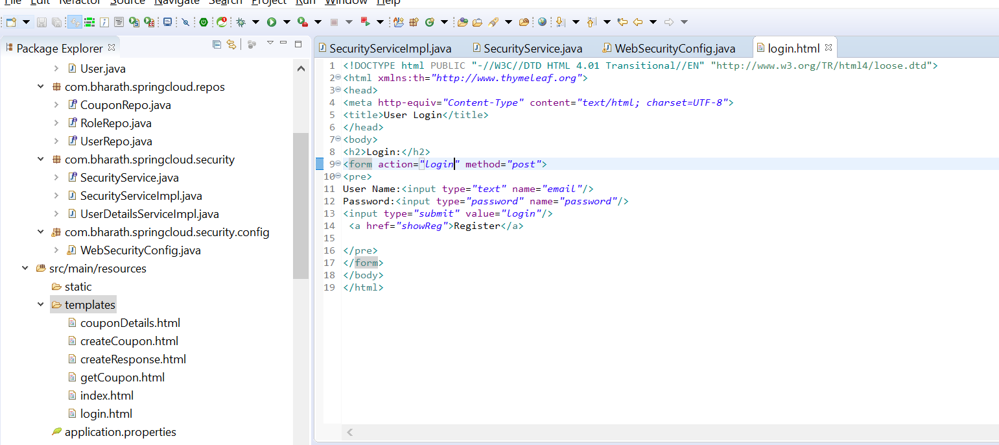 File Edit Refactor Source Navigate Search Project Run Window Help
Package Explorer
User.java
com.bharath.springcloud.repos
CouponRepo.java
RoleRepo.java
UserRepo.java
com.bharath.springcloud.security
SecurityService.java
SecurityServiceImpl.java
UserDetailsServiceImpl.java
com.bharath.springcloud.security.config
WebSecurityConfig.java
src/main/resources
static
templates
couponDetails.html
createCoupon.html
createResponse.html
getCoupon.html
index.html
login.html
application.properties
SecurityServiceImpl.java SecurityService.java WebSecurityConfig.java login.html
1 <!DOCTYPE html PUBLIC "-//W3C//DTD HTML 4.01 Transitional//EN" "http://www.w3.org/TR/html4/loose.dtd">
2 <html xmlns:th="http://www.thymeleaf.org">
3 <head>
4 <meta http-equiv="Content-Type" content="text/html; charset=UTF-8">
5 <title>User Login</title>
6 </head>
7 <body>
8 <h2>Login:</h2>
9 <form action="login" method="post">
10 <pre>
11 User Name:<input type="text" name="email"/>
12 Password:<input type="password" name="password"/>
13 <input type="submit" value="login"/>
14  <a href="showReg">Register</a>
15
16 </pre>
17 </form>
18 </body>
19 </html>